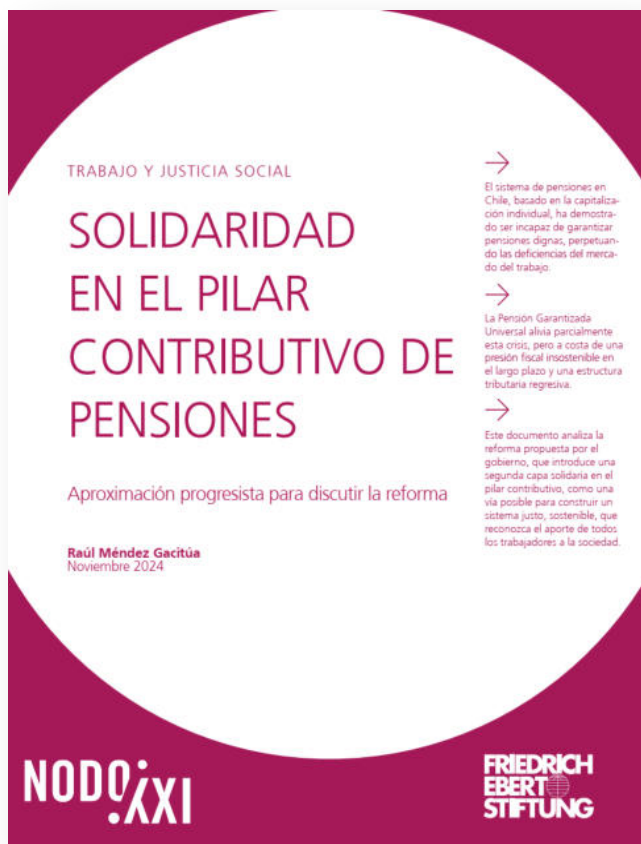 TRABAJO Y JUSTICIA SOCIAL
SOLIDARIDAD
EN EL PILAR
CONTRIBUTIVO DE
PENSIONES
Aproximación progresista para discutir la reforma
Raúl Méndez Gacitúa
Noviembre 2024
El sistema de pensiones en
Chile, basado en la capitaliza-
ción individual, ha demostra-
do ser incapaz de garantizar
pensiones dignas, perpetuan-
do las deficiencias del merca-
do del trabajo.
La Pensión Garantizada
Universal alivia parcialmente
esta crisis, pero a costa de una
presión fiscal insostenible en
el largo plazo y una estructura
tributaria regresiva.
Este documento analiza la
reforma propuesta por el
gobierno, que introduce una
segunda capa solidaria en el
pilar contributivo, como una
vía posible para construir un
sistema justo, sostenible, que
reconozca el aporte de todos
los trabajadores a la sociedad.
NODO XXI
FRIEDRICH
EBERT
STIFTUNG